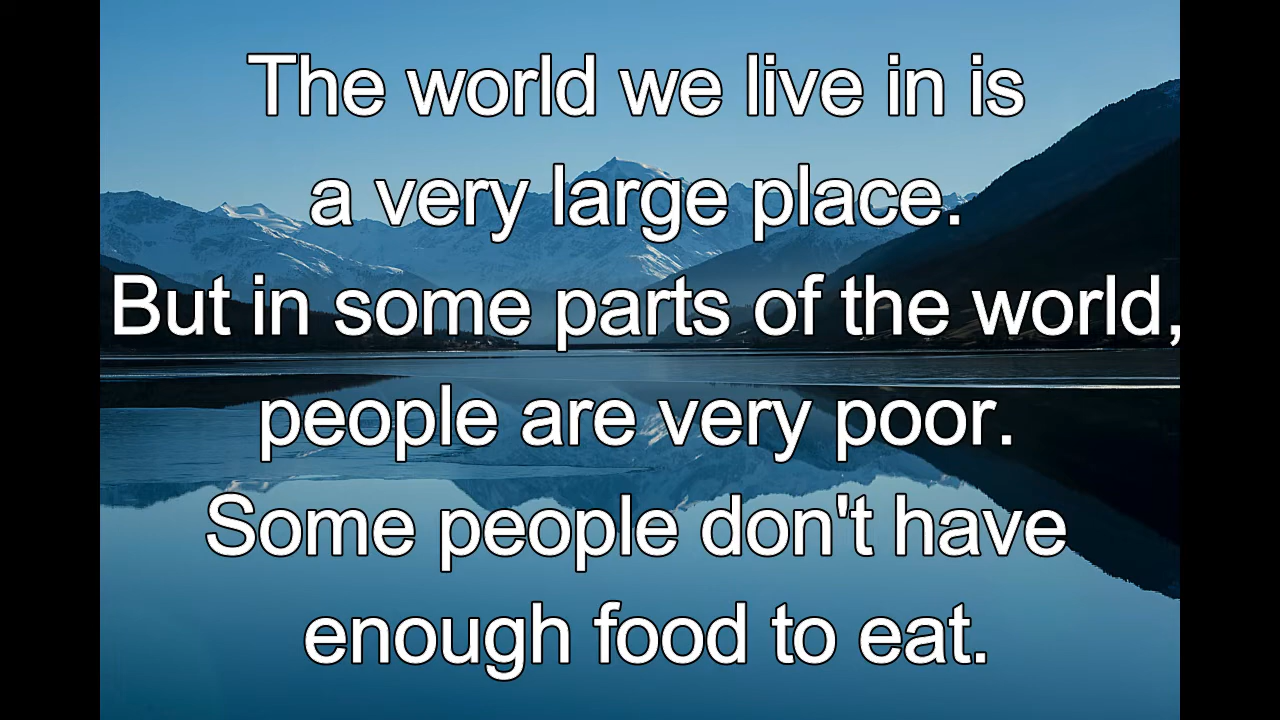 The world we live in is
a very large place.
But in some parts of the world,
people are very poor.
Some people don't have
enough food to eat.